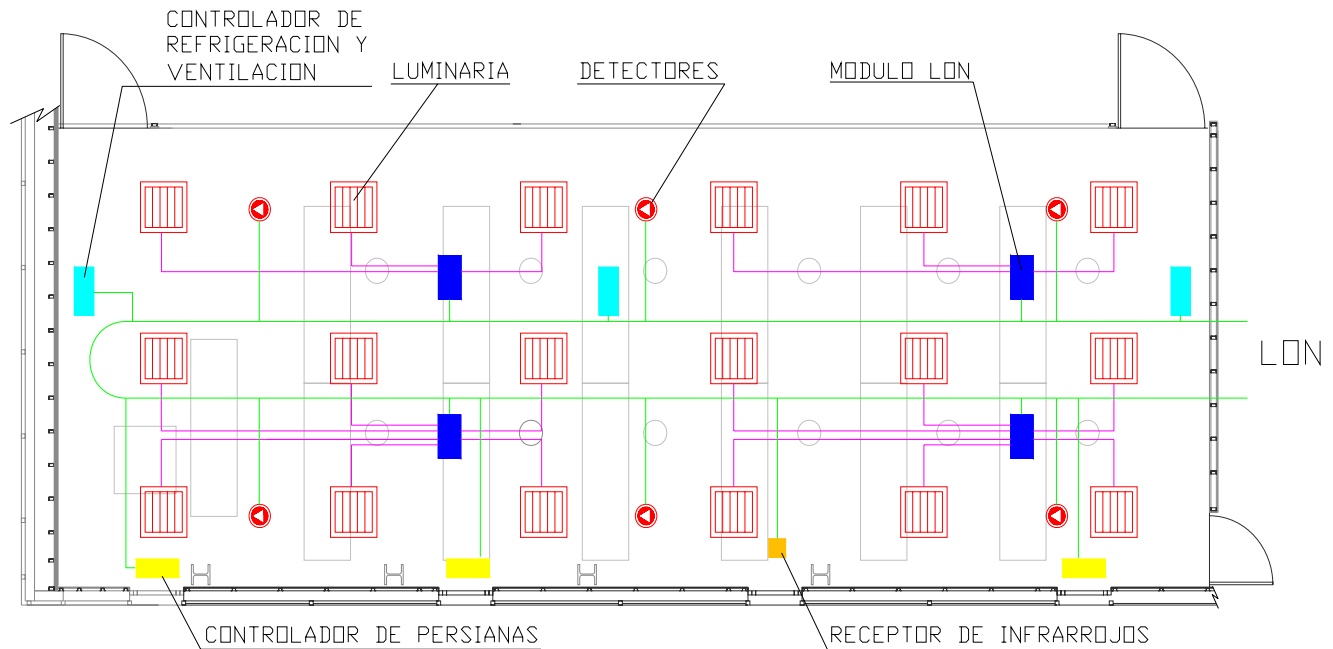 CONTROLADOR DE
REFRIGERACION Y
VENTILACION
LUMINARIA
DETECTORES
MODULO LON
LON
CONTROLADOR DE PERSIANAS
RECEPTOR DE INFRARROJOS